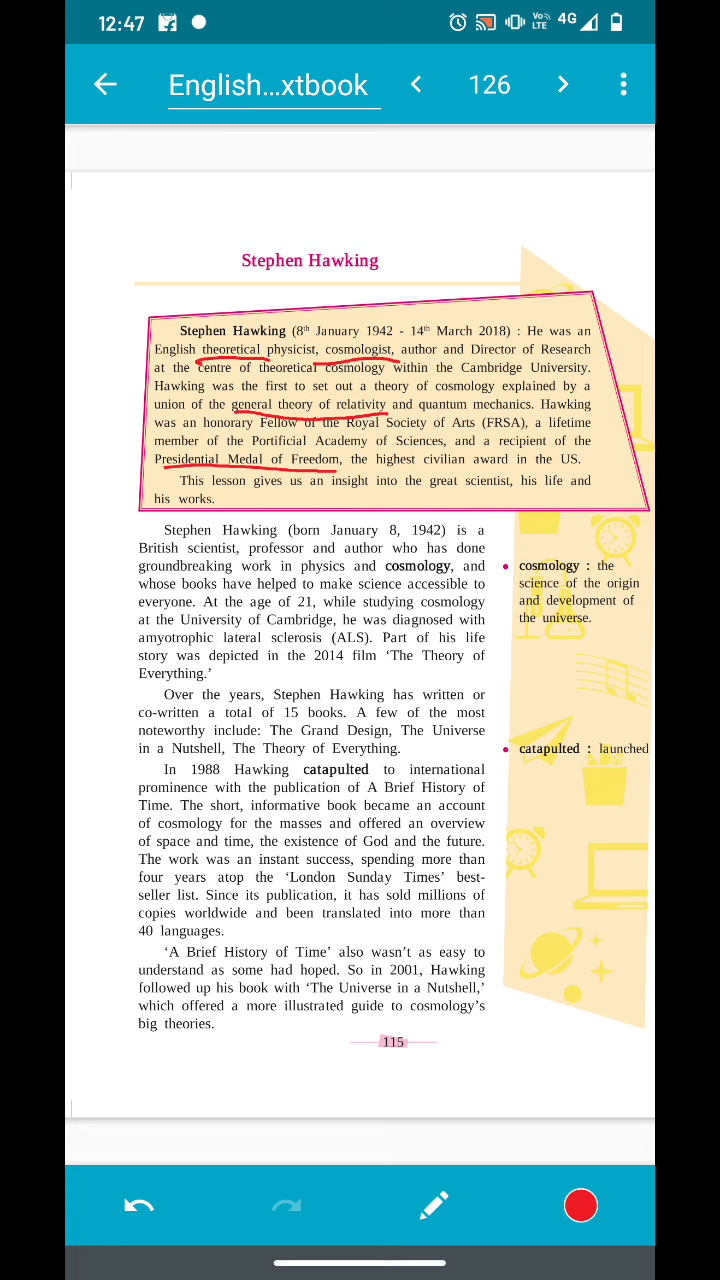 12:47
Vo LTE 4G
English...xtbook 126
Stephen Hawking
Stephen Hawking (8th January 1942 - 14th March 2018) : He was an
English theoretical physicist, cosmologist, author and Director of Research
at the centre of theoretical cosmology within the Cambridge University.
Hawking was the first to set out a theory of cosmology explained by a
union of the general theory of relativity and quantum mechanics. Hawking
was an honorary Fellow of the Royal Society of Arts (FRSA), a lifetime
member of the Portificial Academy of Sciences, and a recipient of the
Presidential Medal of Freedom, the highest civilian award in the US.
This lesson gives us an insight into the great scientist, his life and
his works.
Stephen Hawking (born January 8, 1942) is a
British scientist, professor and author who has done
groundbreaking work in physics and cosmology, and
whose books have helped to make science accessible to
everyone. At the age of 21, while studying cosmology
at the University of Cambridge, he was diagnosed with
amyotrophic lateral sclerosis (ALS). Part of his life
story was depicted in the 2014 film ‘The Theory of
Everything.’
Over the years, Stephen Hawking has written or
co-written a total of 15 books. A few of the most
noteworthy include: The Grand Design, The Universe
in a Nutshell, The Theory of Everything.
In 1988 Hawking catapulted to international
prominence with the publication of A Brief History of
Time. The short, informative book became an account
of cosmology for the masses and offered an overview
of space and time, the existence of God and the future.
The work was an instant success, spending more than
four years atop the ‘London Sunday Times’ best-
seller list. Since its publication, it has sold millions of
copies worldwide and been translated into more than
40 languages.
‘A Brief History of Time’ also wasn’t as easy to
understand as some had hoped. So in 2001, Hawking
followed up his book with ‘The Universe in a Nutshell,’
which offered a more illustrated guide to cosmology’s
big theories.
• cosmology : the
science of the origin
and development of
the universe.
• catapulted : launched
115